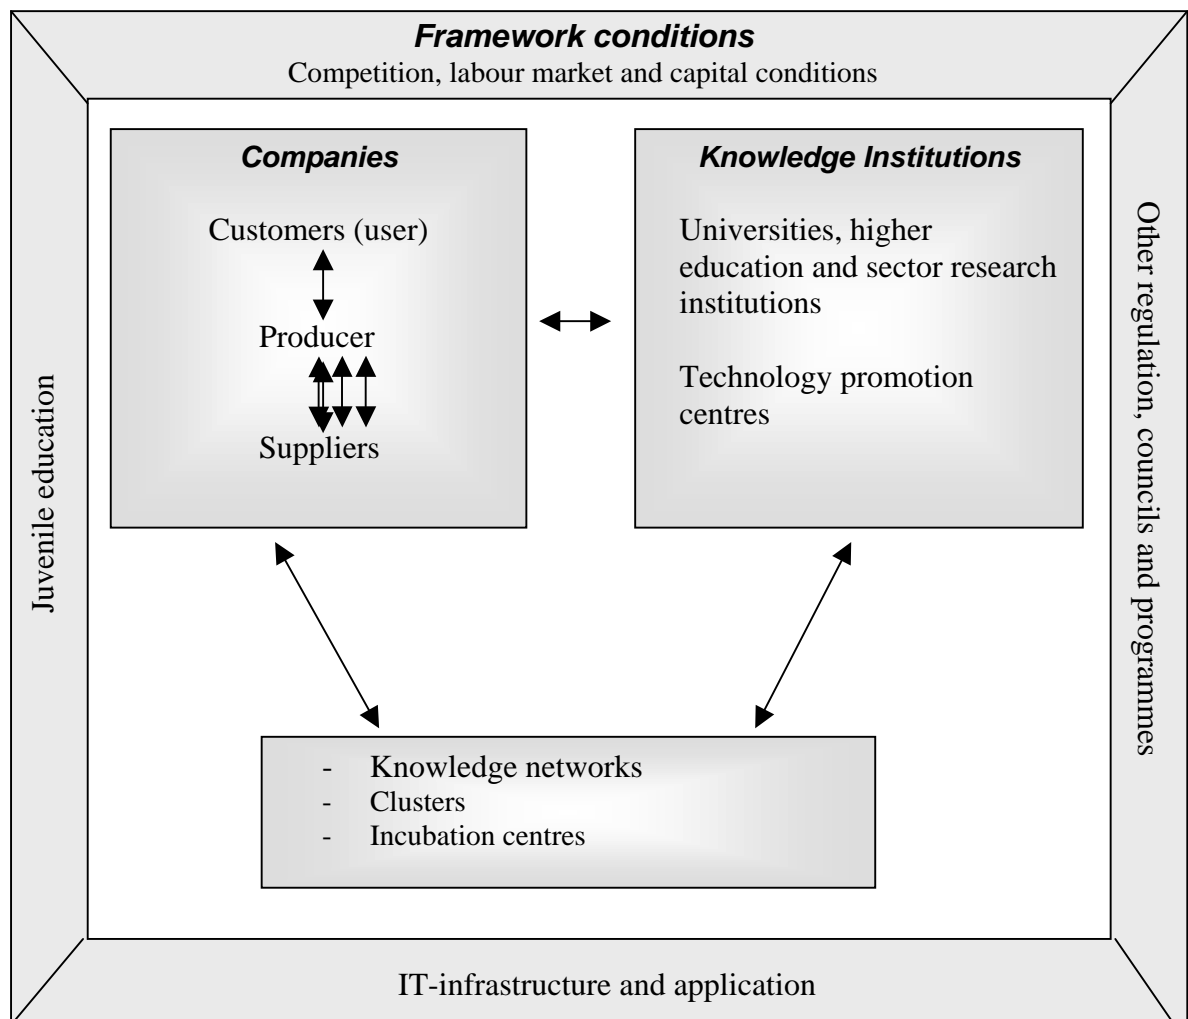 Framework conditions
Competition, labour market and capital conditions
Companies
Customers (user)
Producer
Suppliers
Knowledge Institutions
Universities, higher
education and sector research
institutions
Technology promotion
centres
Juvenile education
Other regulation, councils and programmes
- Knowledge networks
- Clusters
- Incubation centres
IT-infrastructure and application